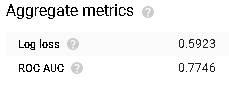 Aggregate metrics
Log loss 0.5923
ROC AUC 0.7746